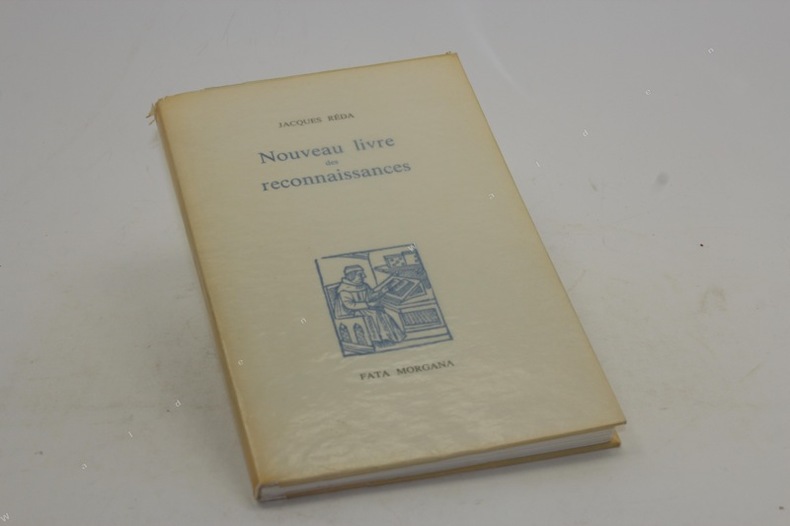 JACQUES RÉDA
Nouveau livre
des
reconnaissances
FATA MORGANA